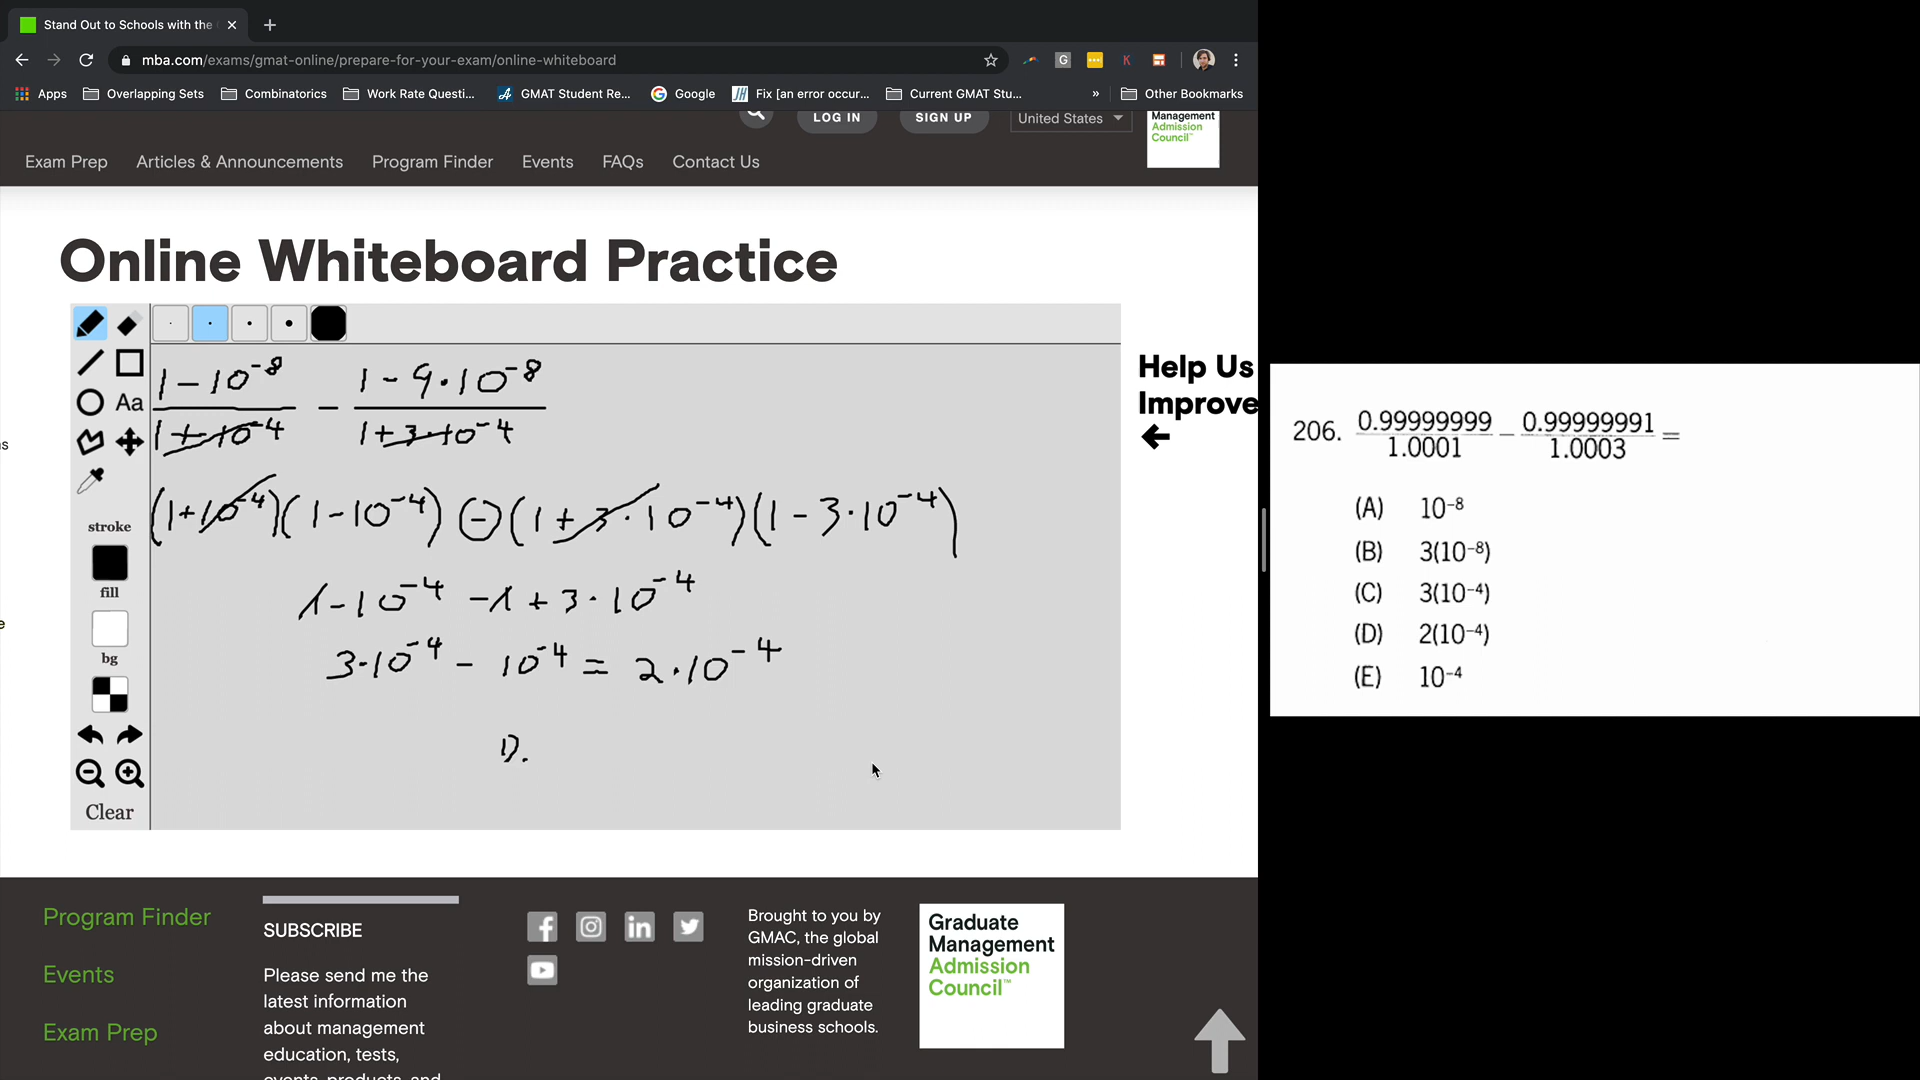 Stand Out to Schools with the
mba.com/exams/gmat-online/prepare-for-your-exam/online-whiteboard
G
K
Apps Overlapping Sets Combinatorics Work Rate Questi... GMAT Student Re... Google Fix [an error occur... Current GMAT Stu... » Other Bookmarks
LOG IN SIGN UP United States
Management
Admission
Council™
Exam Prep Articles & Announcements Program Finder Events FAQs Contact Us
Online Whiteboard Practice
Help Us
Improve
Aa
stroke
fill
bg
Clear
1 - 10⁻⁸ / 1 + 10⁻⁴ - 1 - 9·10⁻⁸ / 1 + 3·10⁻⁴
(1+10⁻⁴)(1-10⁻⁴) - (1+3·10⁻⁴)(1-3·10⁻⁴)
1-10⁻⁴ -1+3·10⁻⁴
3·10⁻⁴ - 10⁻⁴ = 2·10⁻⁴
D.
206. 0.99999999/1.0001 - 0.99999991/1.0003 =
(A) 10⁻⁸
(B) 3(10⁻⁸)
(C) 3(10⁻⁴)
(D) 2(10⁻⁴)
(E) 10⁻⁴
Program Finder
Events
Exam Prep
SUBSCRIBE
Please send me the
latest information
about management
education, tests,
events, products, and
Brought to you by
GMAC, the global
mission-driven
organization of
leading graduate
business schools.
Graduate
Management
Admission
Council™